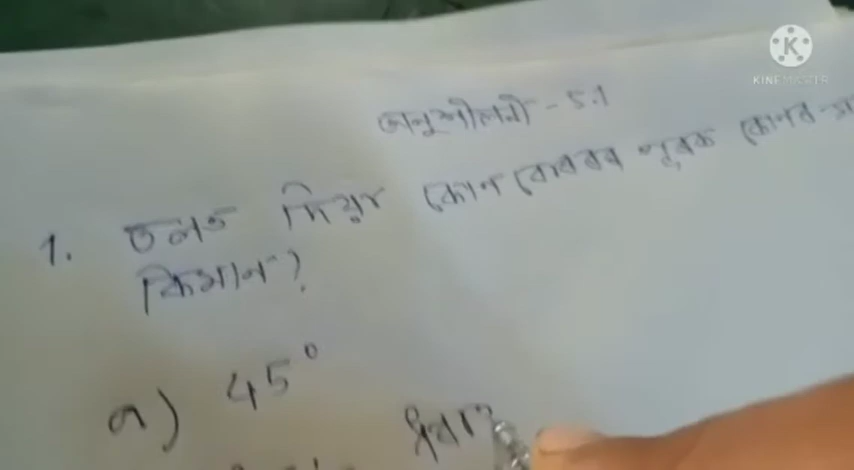 K
KINEMASTER
অনুশীলনী - 5.1
1. তলত দিয়া কোণবোৰৰ পূৰক কোণৰ
কিমান?
a) 45°